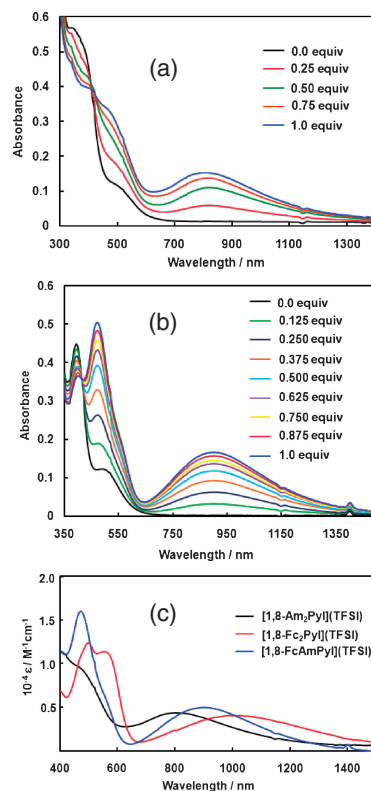 0.6
0.5
0.4
0.3
0.2
0.1
0
Absorbance
(a)
0.0 equiv
0.25 equiv
0.50 equiv
0.75 equiv
1.0 equiv
300 500 700 900 1100 1300
Wavelength / nm
0.6
0.5
0.4
0.3
0.2
0.1
0
Absorbance
(b)
0.0 equiv
0.125 equiv
0.250 equiv
0.375 equiv
0.500 equiv
0.625 equiv
0.750 equiv
0.875 equiv
1.0 equiv
350 550 750 950 1150 1350
Wavelength / nm
2.0
1.5
1.0
0.5
0
10⁻⁴ ε / M⁻¹cm⁻¹
(c)
[1,8-Am₂Pyl](TFSI)
[1,8-Fc₂Pyl](TFSI)
[1,8-FcAmPyl](TFSI)
400 600 800 1000 1200 1400
Wavelength / nm